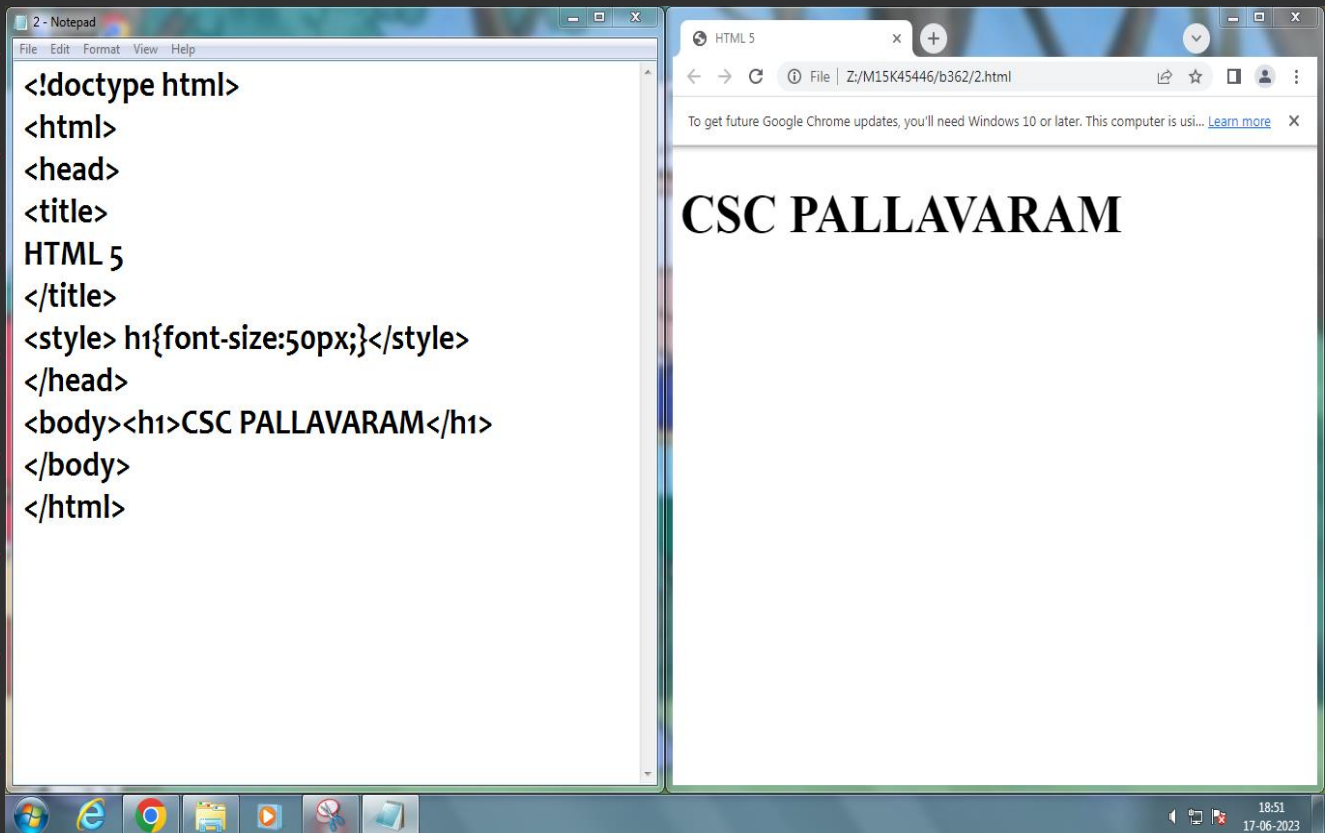 2 - Notepad
File Edit Format View Help
<!doctype html>
<html>
<head>
<title>
HTML 5
</title>
<style> h1{font-size:50px;}</style>
</head>
<body><h1>CSC PALLAVARAM</h1>
</body>
</html>
HTML 5
File | Z:/M15K45446/b362/2.html
To get future Google Chrome updates, you'll need Windows 10 or later. This computer is usi... Learn more
CSC PALLAVARAM
18:51
17-06-2023